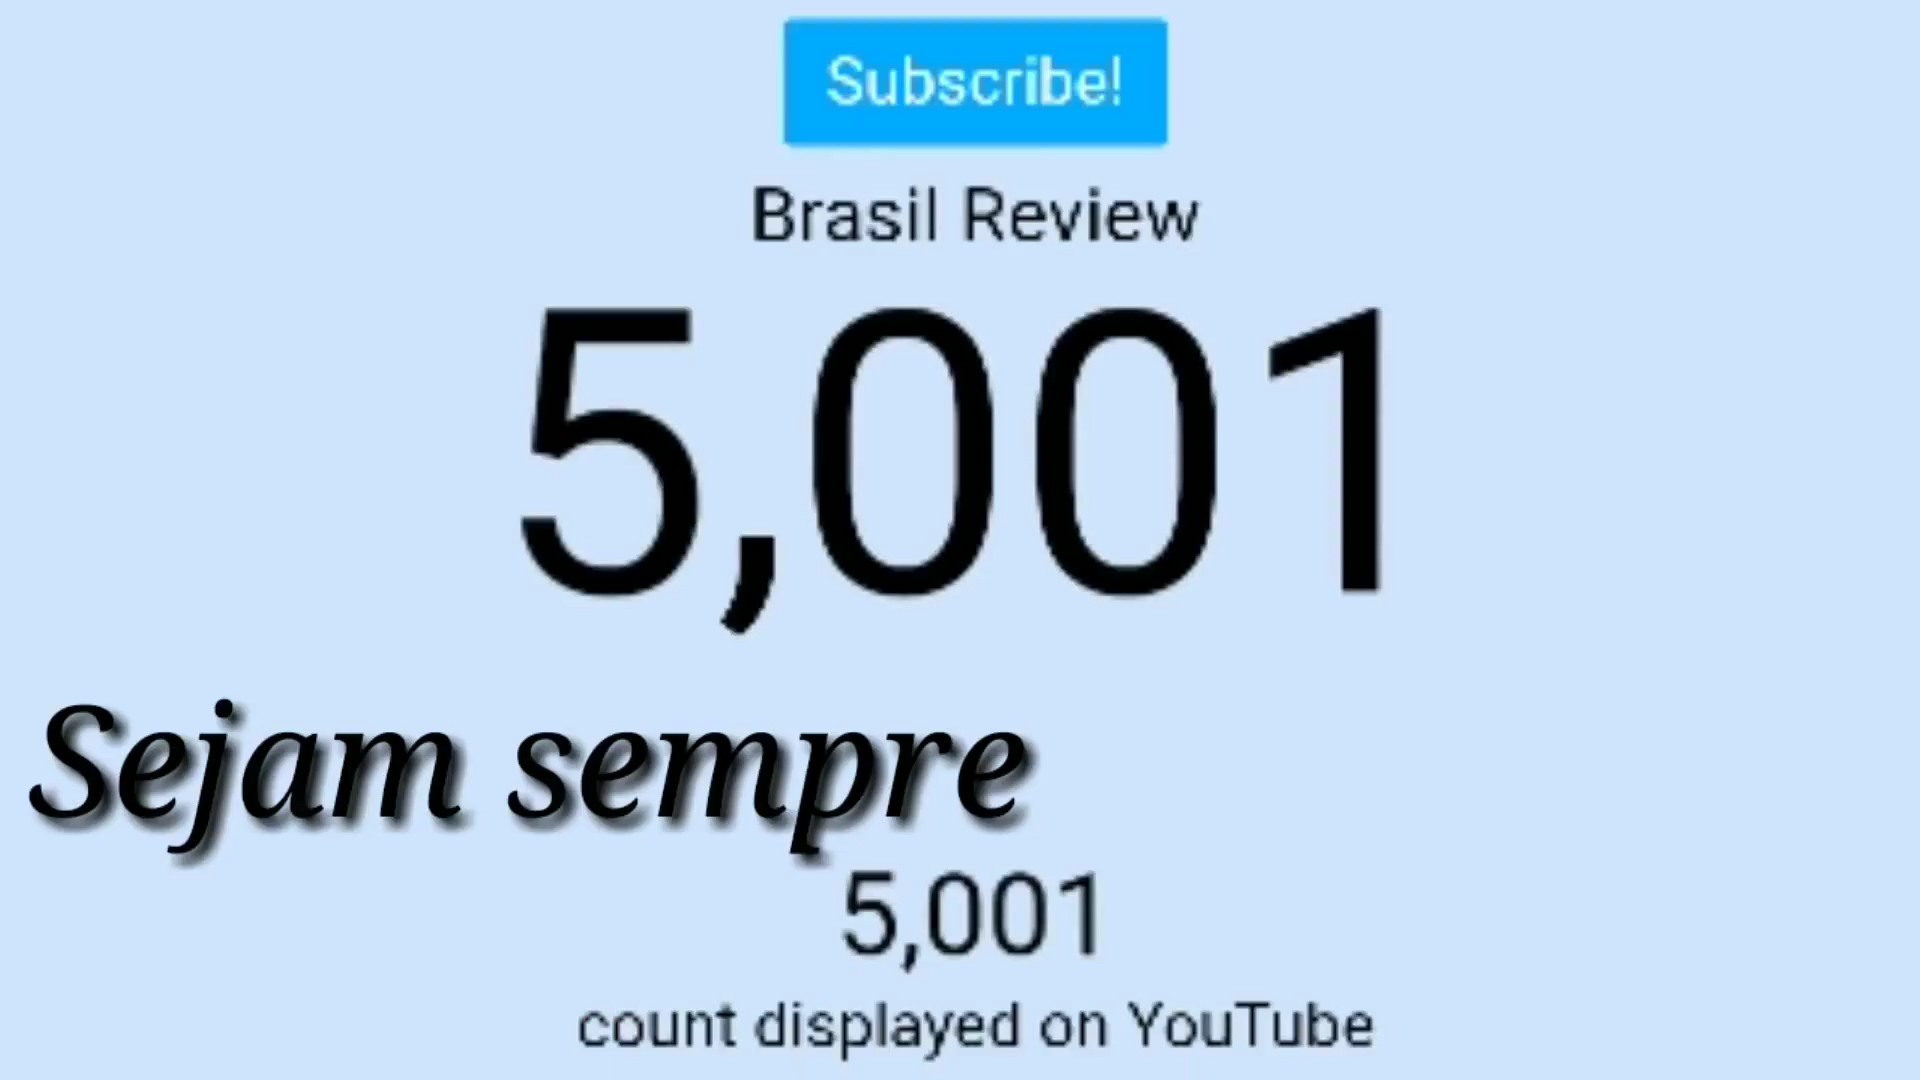 Subscribe!
Brasil Review
5,001
Sejam sempre
5,001
count displayed on YouTube